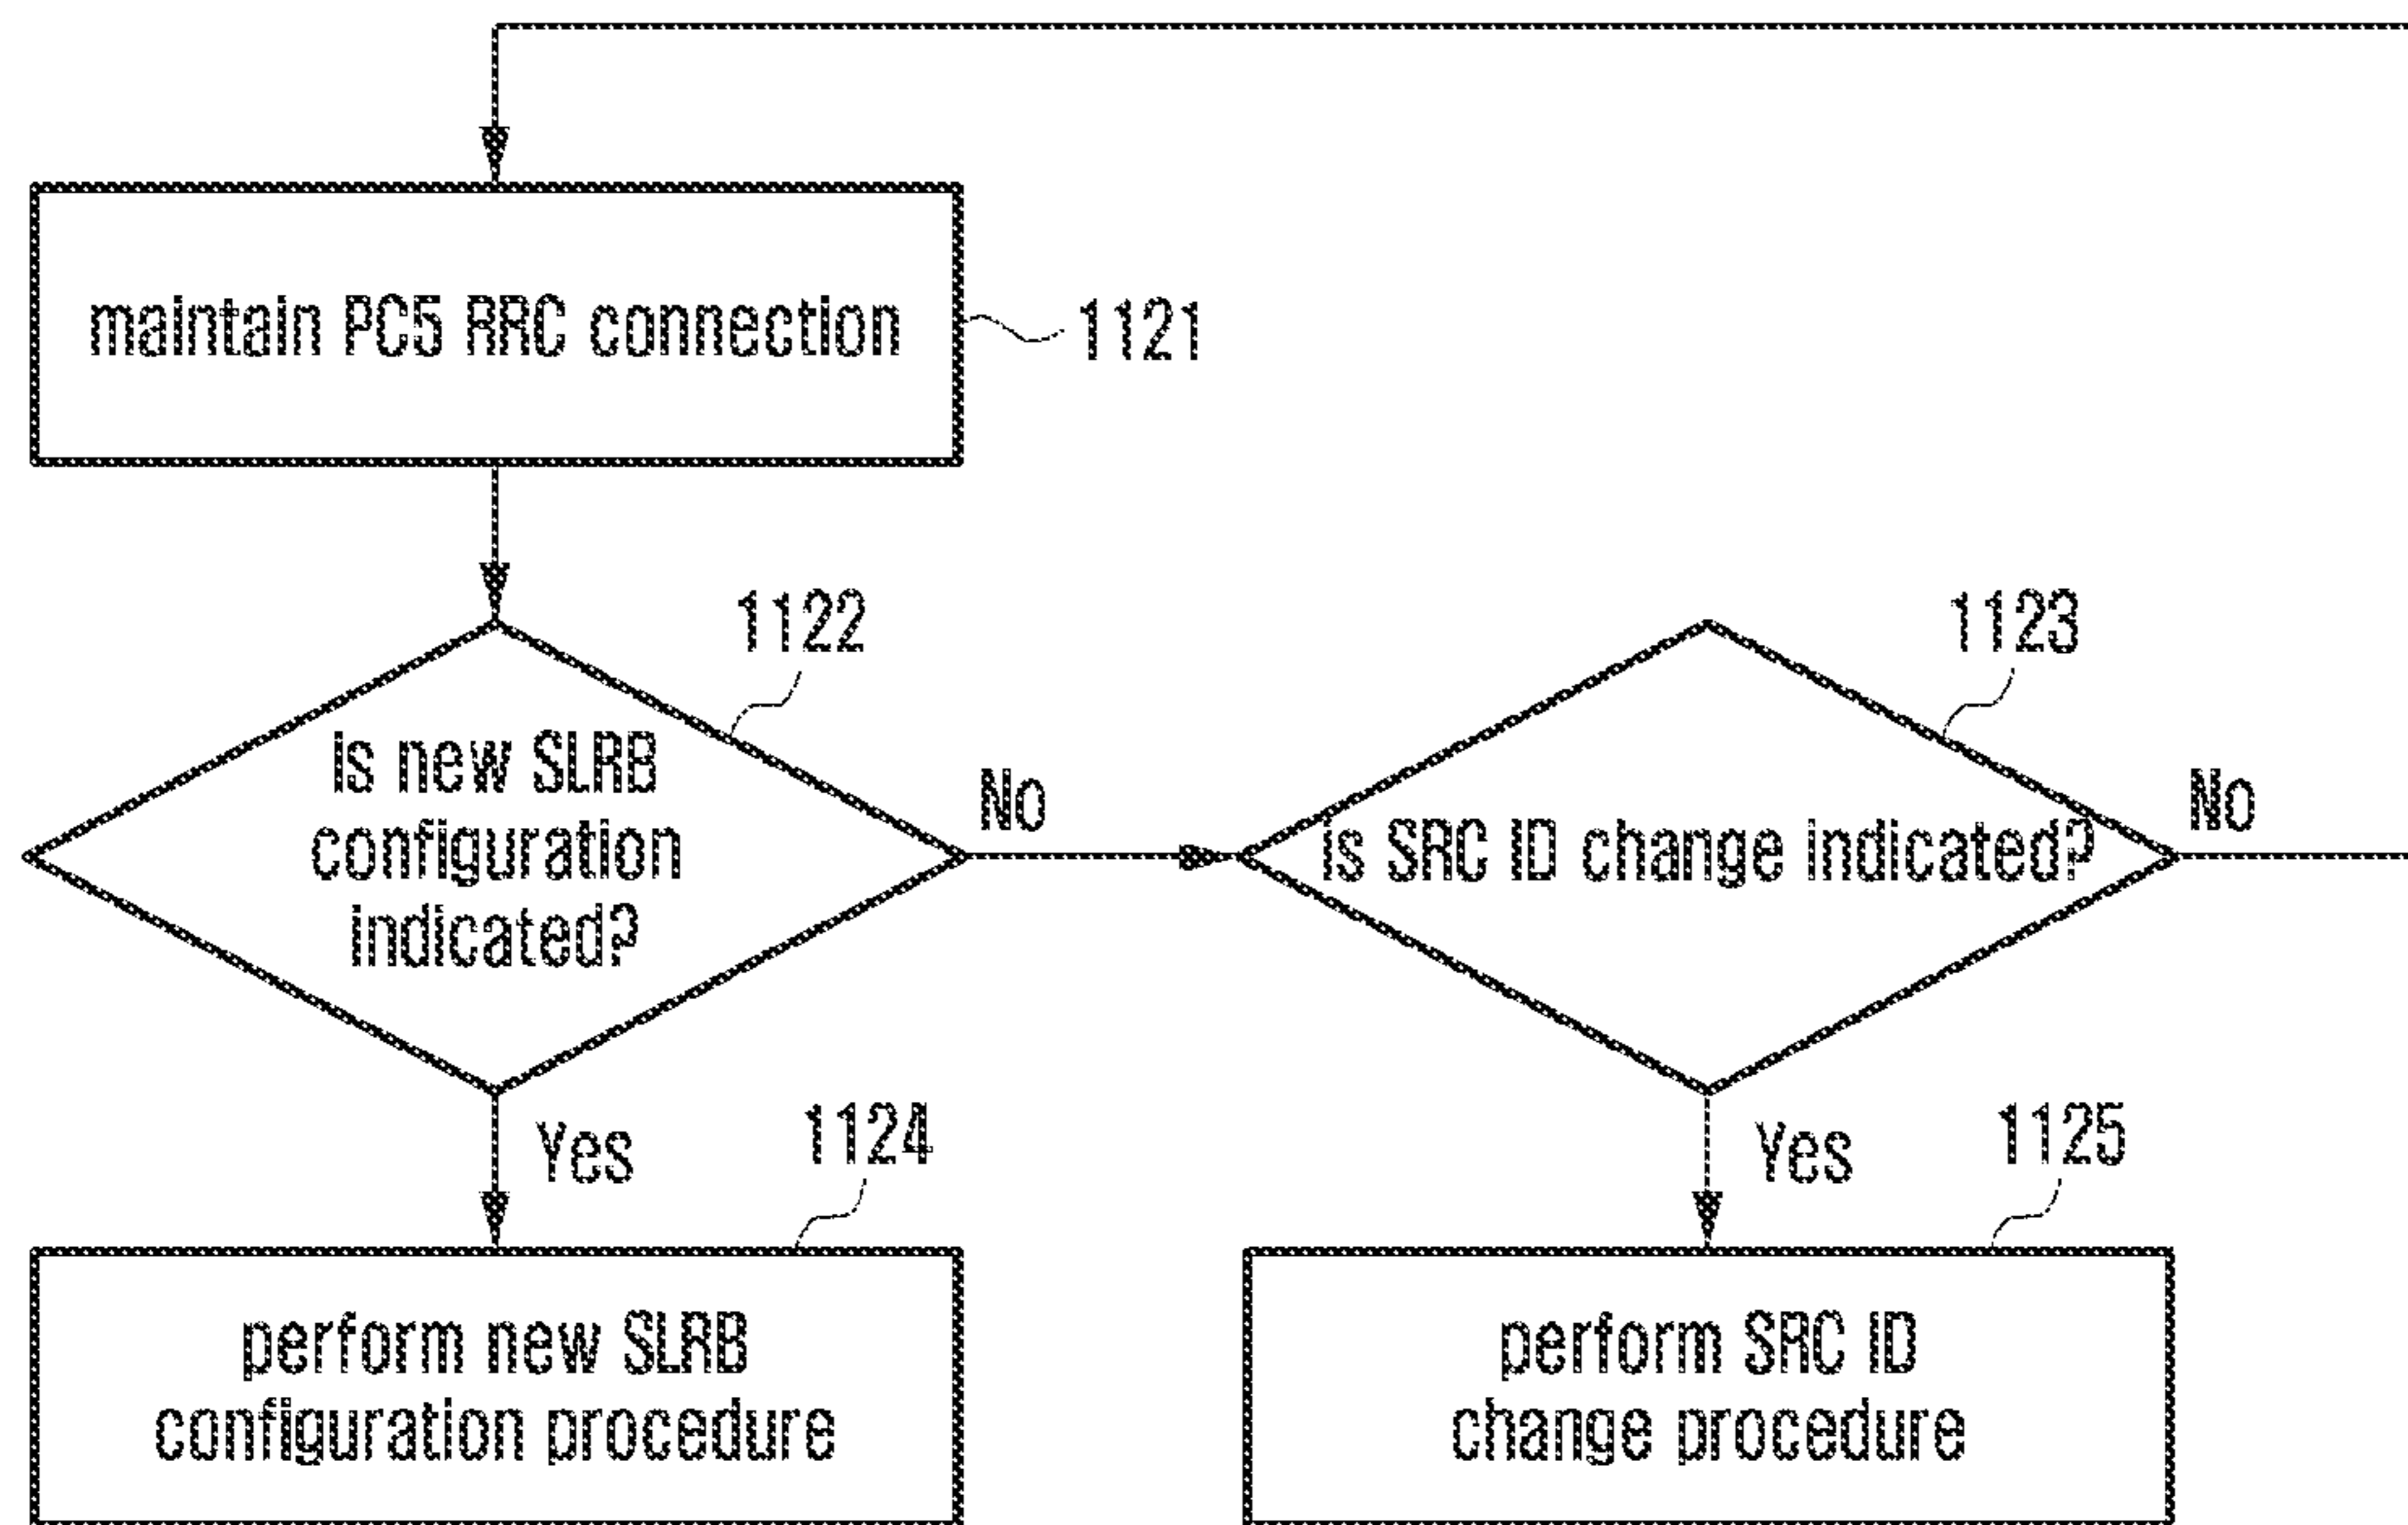 maintain PC5 RRC connection
1121
1122
is new SLRB
configuration
indicated?
No
1123
is SRC ID change indicated?
No
Yes
1124
Yes
1125
perform new SLRB
configuration procedure
perform SRC ID
change procedure